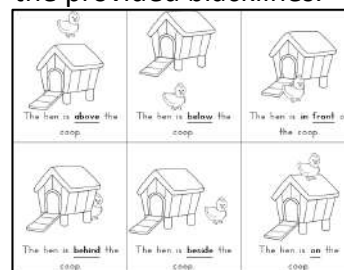 the provided blacklines.
The hen is above the
coop.
The hen is below the
coop.
The hen is in front o
the coop.
The hen is behind the
coop.
The hen is beside the
coop.
The hen is on the
coop.